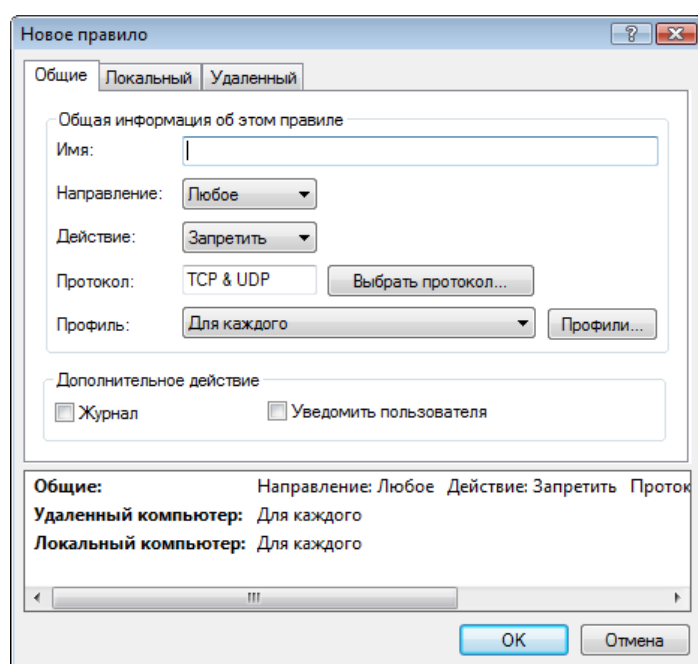 Новое правило
Общие Локальный Удаленный
Общая информация об этом правиле
Имя:
Направление: Любое
Действие: Запретить
Протокол: TCP & UDP Выбрать протокол...
Профиль: Для каждого Профили...
Дополнительное действие
Журнал Уведомить пользователя
Общие: Направление: Любое Действие: Запретить Проток
Удаленный компьютер: Для каждого
Локальный компьютер: Для каждого
OK Отмена